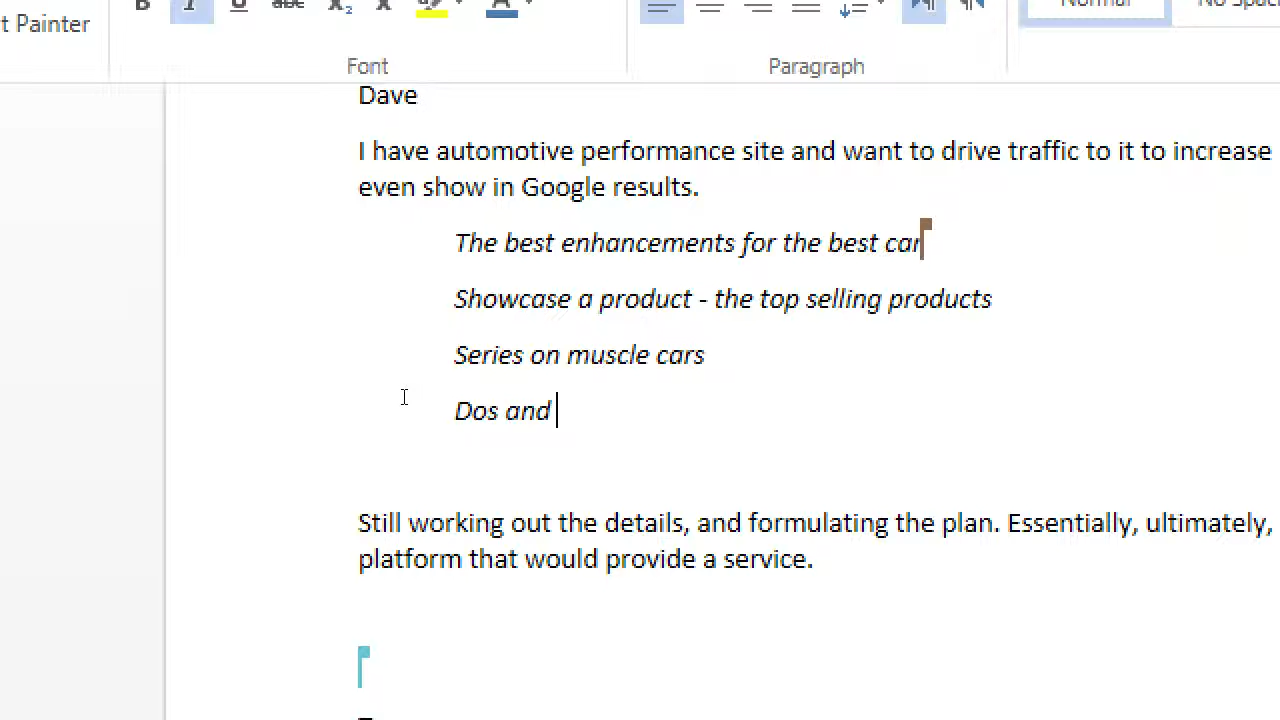 t Painter
Font
Paragraph
Dave
I have automotive performance site and want to drive traffic to it to increase
even show in Google results.
The best enhancements for the best car
Showcase a product - the top selling products
Series on muscle cars
Dos and
Still working out the details, and formulating the plan. Essentially, ultimately,
platform that would provide a service.